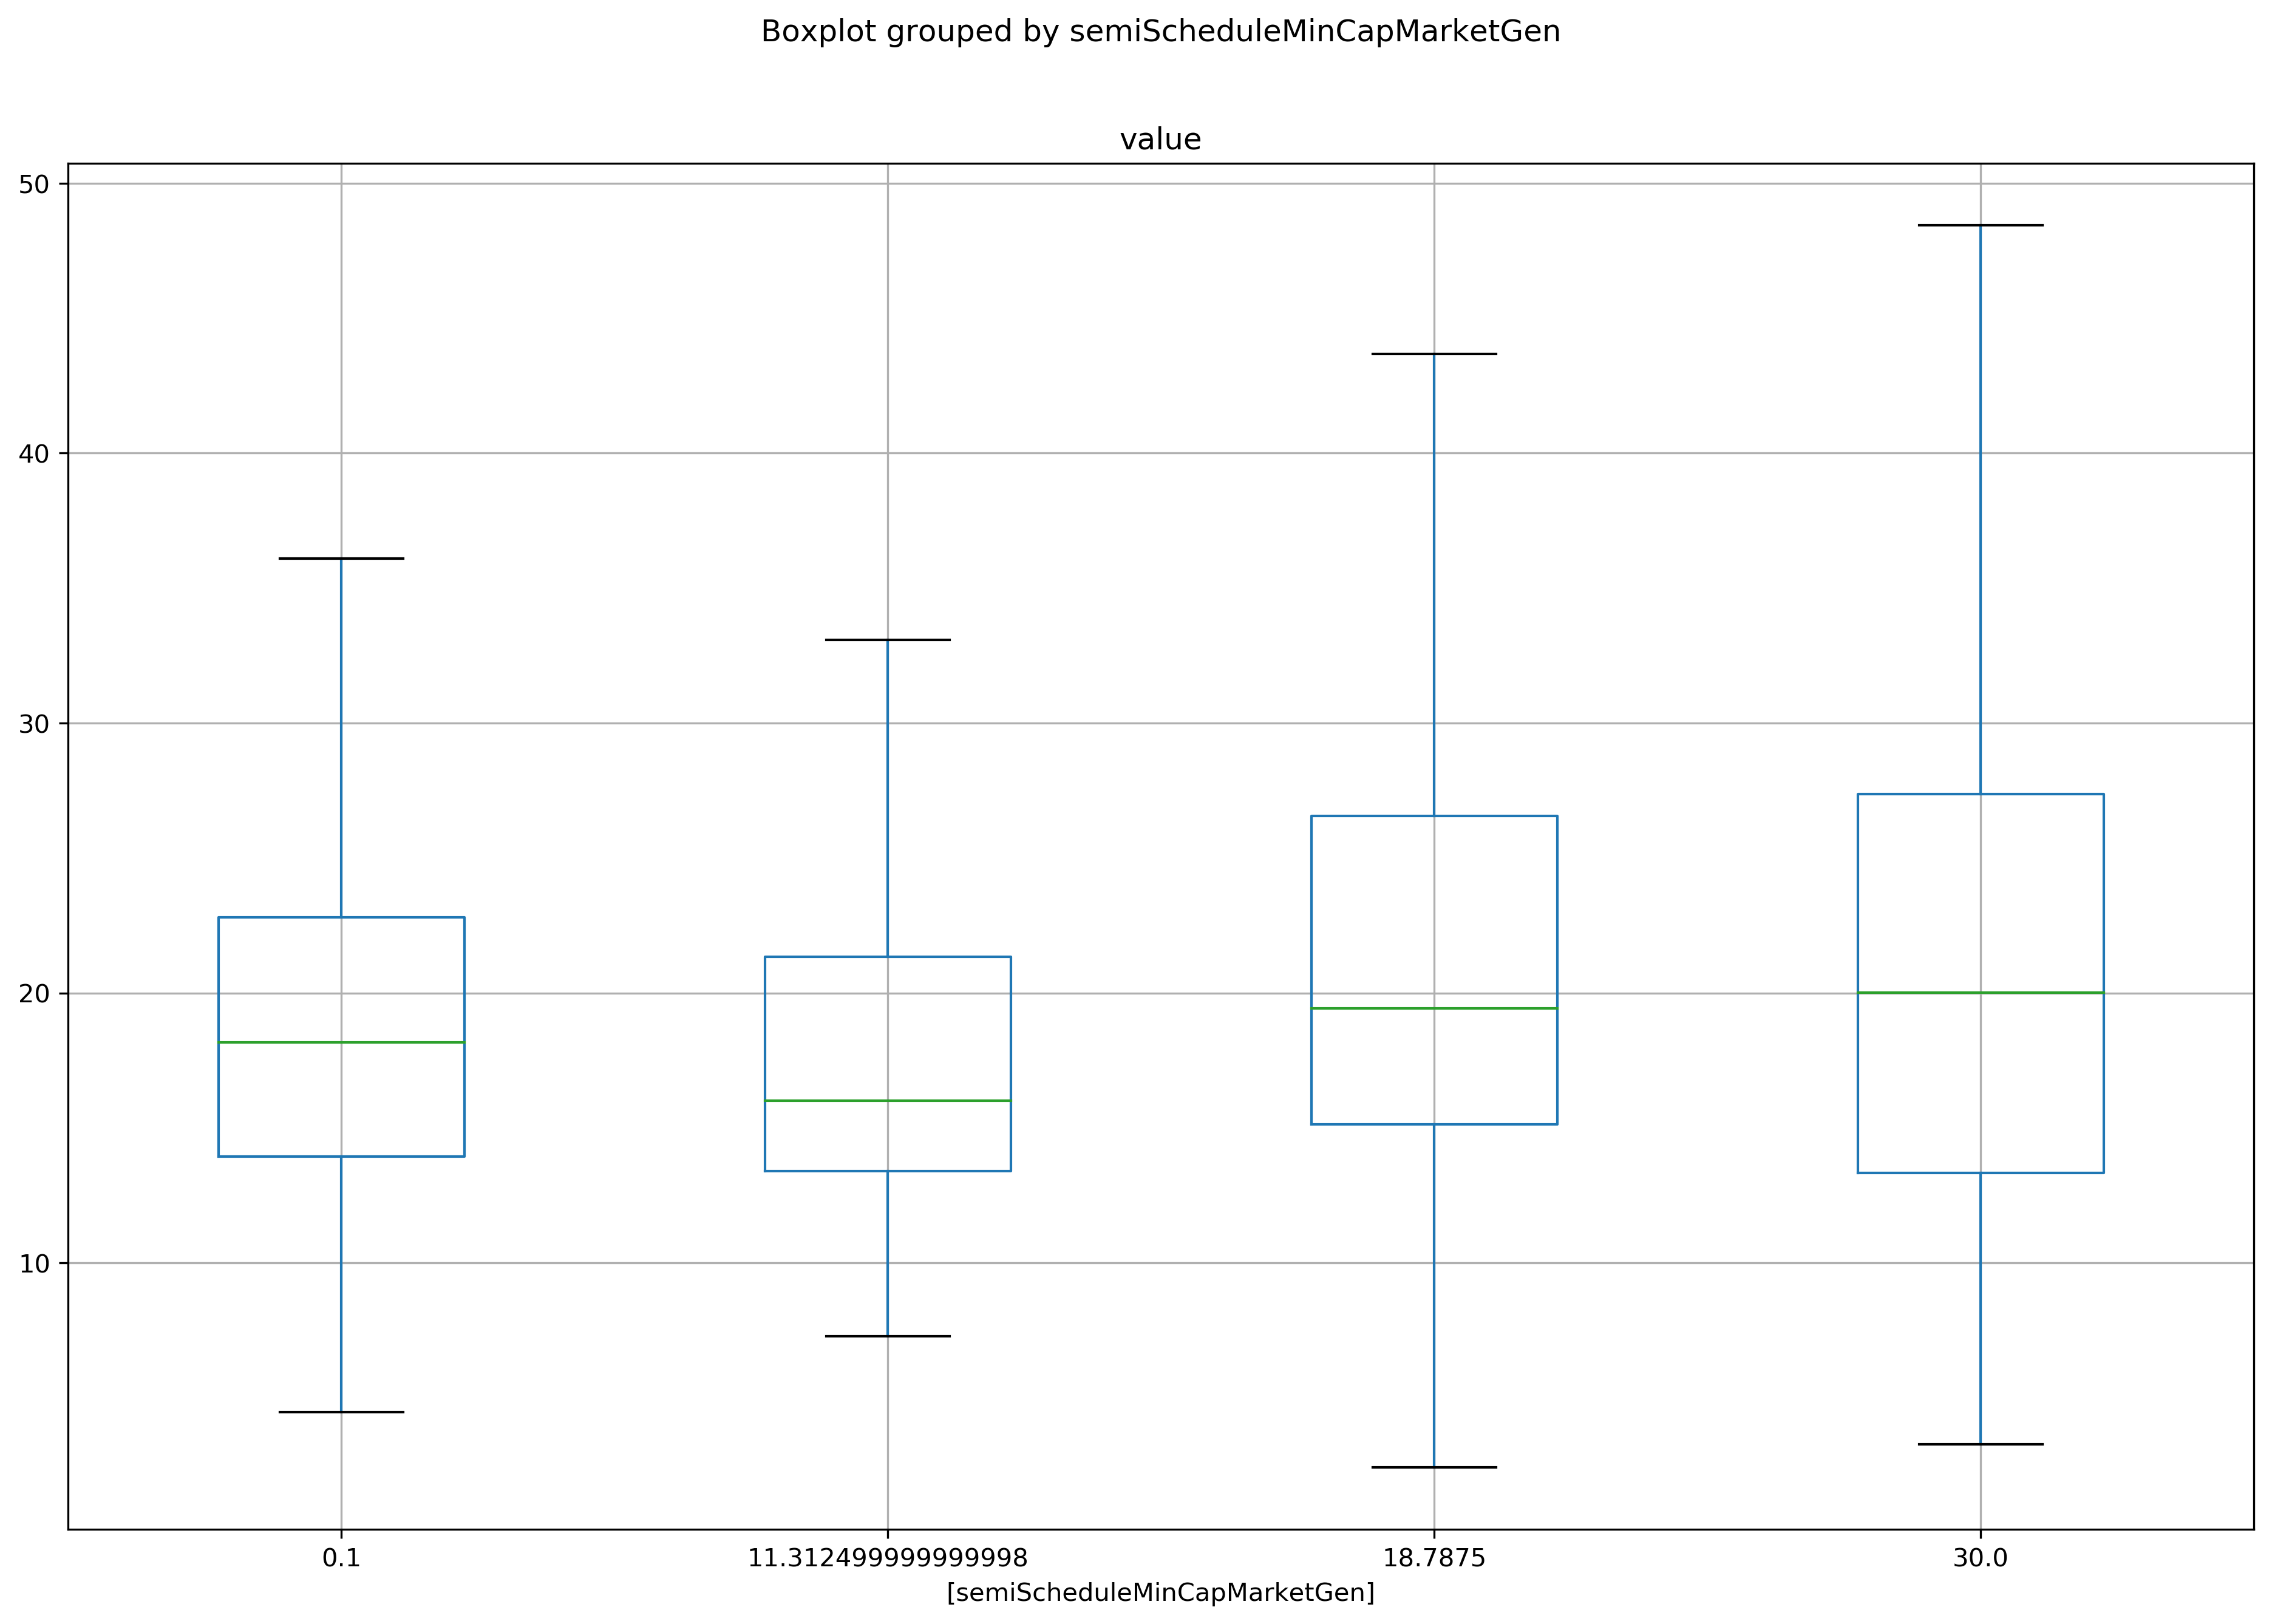 Boxplot grouped by semiScheduleMinCapMarketGen
value
50
40
30
20
10
0.1 11.312499999999998 18.7875 30.0
[semiScheduleMinCapMarketGen]